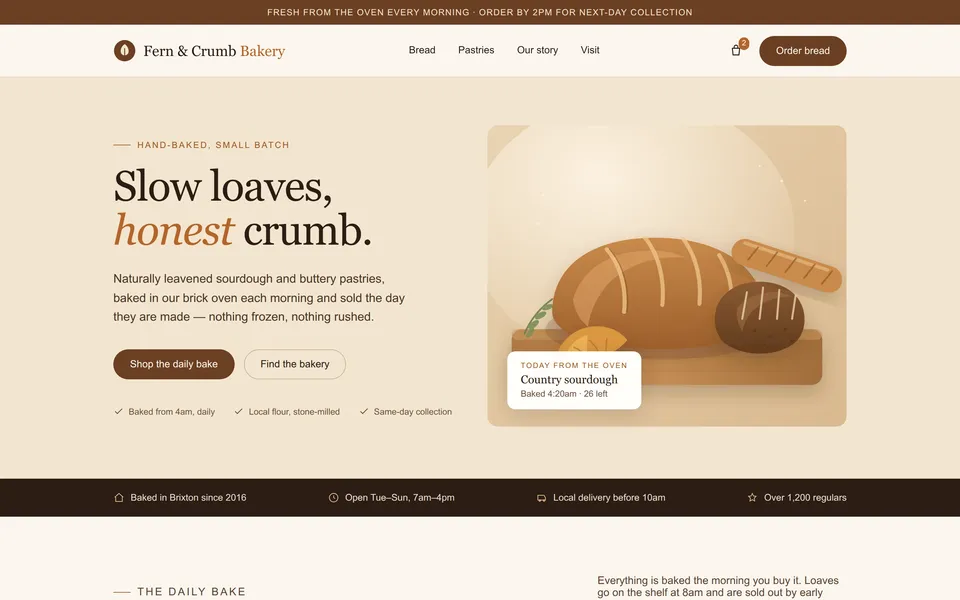 FRESH FROM THE OVEN EVERY MORNING · ORDER BY 2PM FOR NEXT-DAY COLLECTION
Fern & Crumb Bakery
Bread
Pastries
Our story
Visit
2
Order bread
HAND-BAKED, SMALL BATCH
Slow loaves,
honest crumb.
Naturally leavened sourdough and buttery pastries,
baked in our brick oven each morning and sold the day
they are made — nothing frozen, nothing rushed.
Shop the daily bake
Find the bakery
Baked from 4am, daily
Local flour, stone-milled
Same-day collection
TODAY FROM THE OVEN
Country sourdough
Baked 4:20am · 26 left
Baked in Brixton since 2016
Open Tue–Sun, 7am–4pm
Local delivery before 10am
Over 1,200 regulars
THE DAILY BAKE
Everything is baked the morning you buy it. Loaves
go on the shelf at 8am and are sold out by early